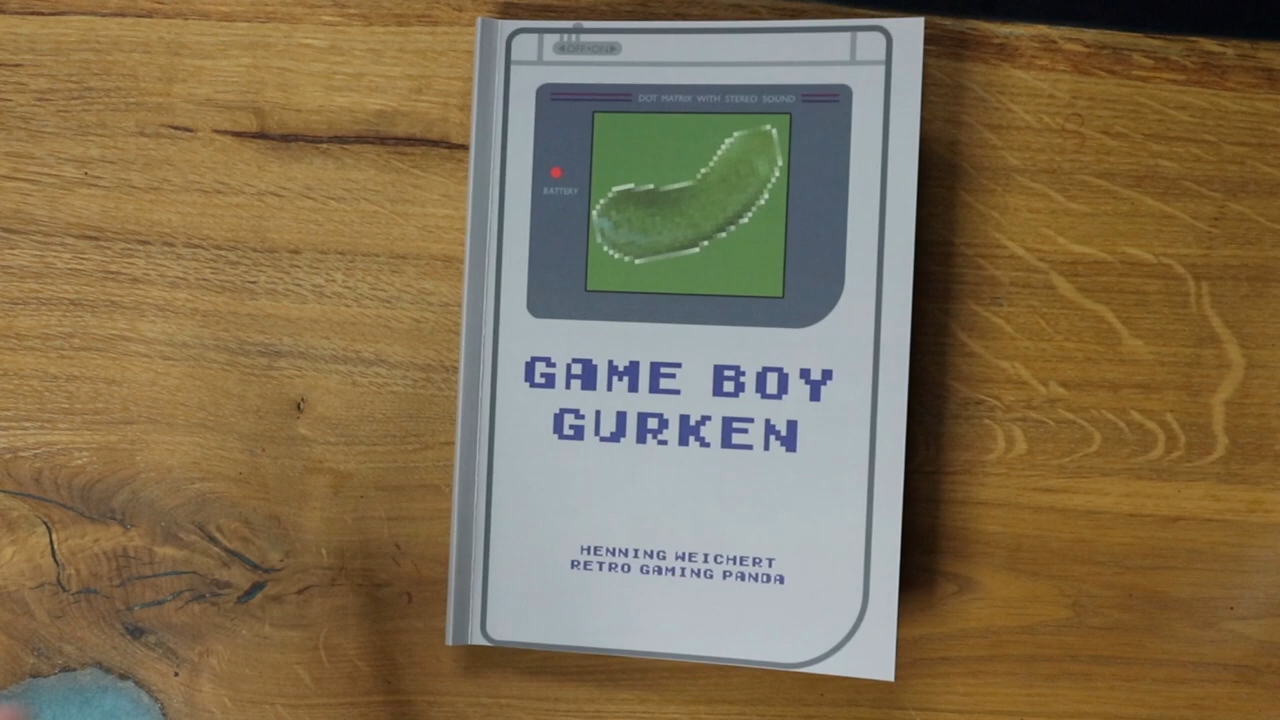 OFF•ON
DOT MATRIX WITH STEREO SOUND
BATTERY
GAME BOY
GURKEN
HENNING WEICHERT
RETRO GAMING PANDA